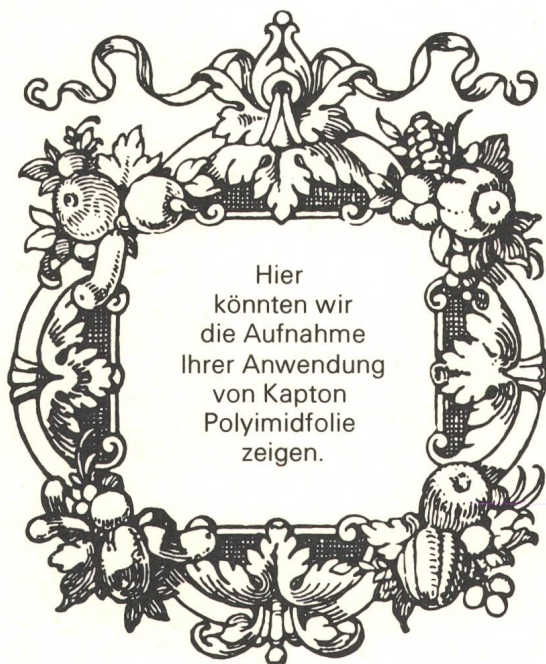 Hier
könnten wir
die Aufnahme
Ihrer Anwendung
von Kapton
Polyimidfolie
zeigen.